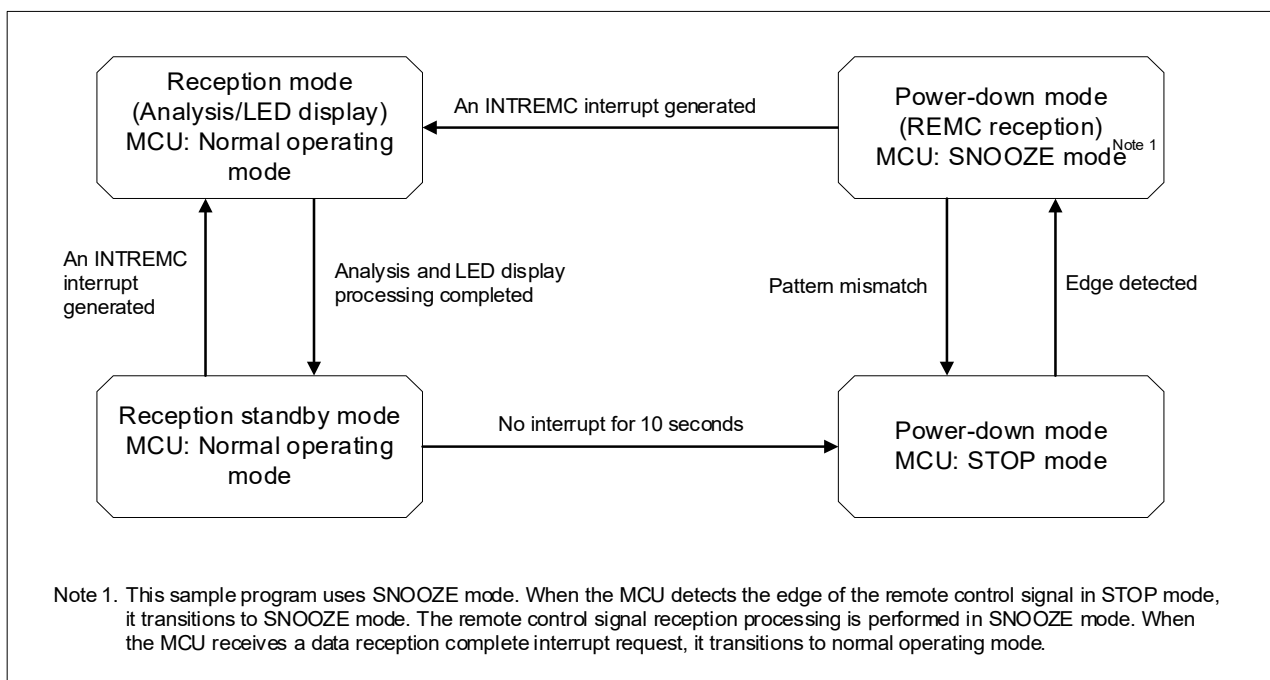 Reception mode
(Analysis/LED display)
MCU: Normal operating
mode
An INTREMC interrupt generated
Power-down mode
(REMC reception)
MCU: SNOOZE mode Note 1
An INTREMC
interrupt
generated
Analysis and LED display
processing completed
Pattern mismatch
Edge detected
Reception standby mode
MCU: Normal operating
mode
No interrupt for 10 seconds
Power-down mode
MCU: STOP mode
Note 1. This sample program uses SNOOZE mode. When the MCU detects the edge of the remote control signal in STOP mode,
it transitions to SNOOZE mode. The remote control signal reception processing is performed in SNOOZE mode. When
the MCU receives a data reception complete interrupt request, it transitions to normal operating mode.